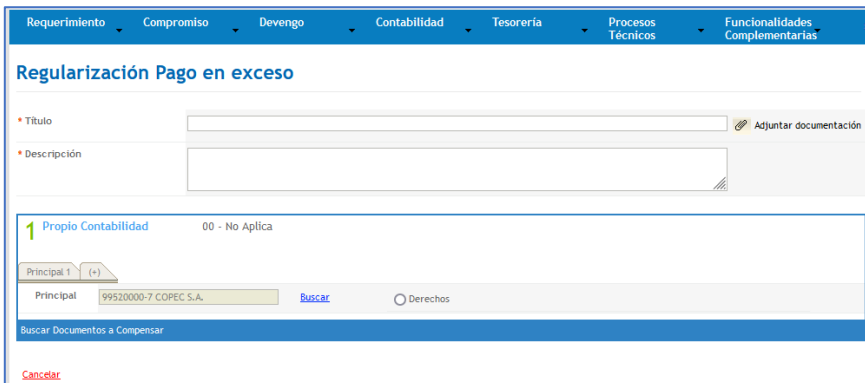 Requerimiento Compromiso Devengo Contabilidad Tesorería Procesos Técnicos Funcionalidades Complementarias
Regularización Pago en exceso
* Título Adjuntar documentación
* Descripción
1 Propio Contabilidad 00 - No Aplica
Principal 1 (+)
Principal 99520000-7 COPEC S.A. Buscar Derechos
Buscar Documentos a Compensar
Cancelar